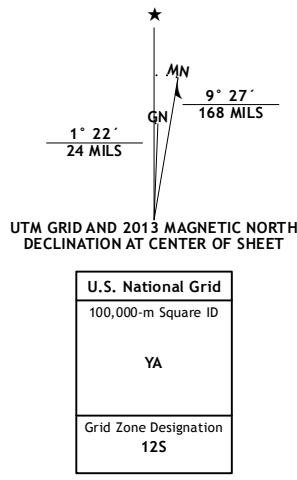 MN
GN
9° 27´
168 MILS
1° 22´
24 MILS
UTM GRID AND 2013 MAGNETIC NORTH
DECLINATION AT CENTER OF SHEET
U.S. National Grid
100,000-m Square ID
YA
Grid Zone Designation
12S